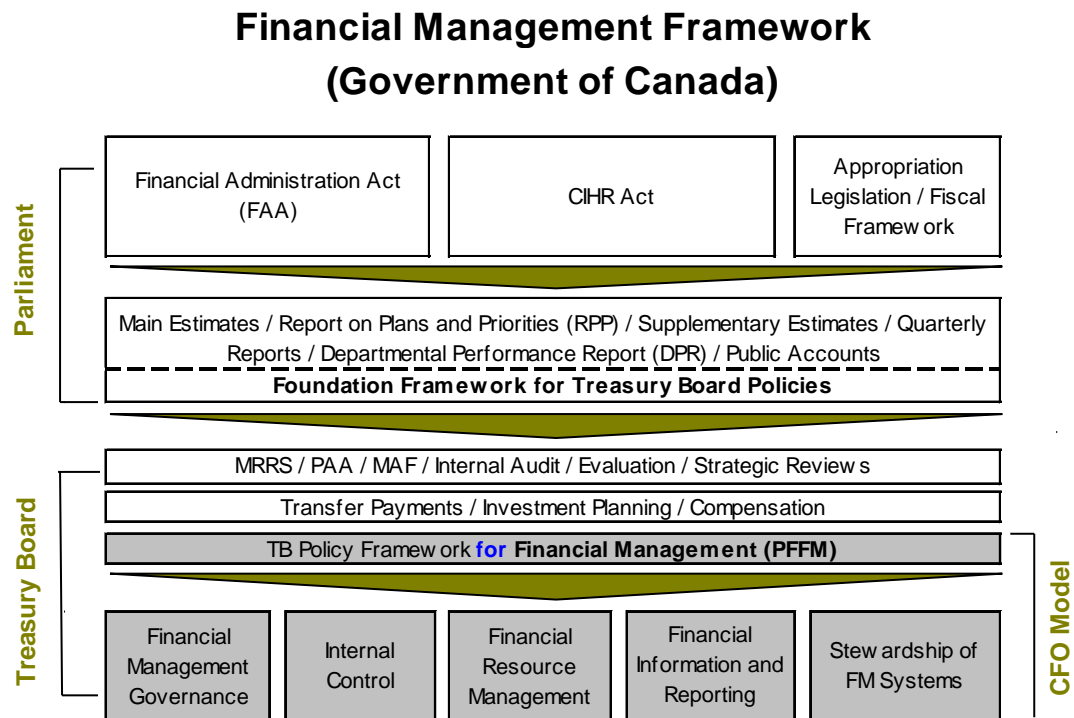 Financial Management Framework
(Government of Canada)
Parliament
Financial Administration Act
(FAA)
CIHR Act
Appropriation
Legislation / Fiscal
Framework
Main Estimates / Report on Plans and Priorities (RPP) / Supplementary Estimates / Quarterly
Reports / Departmental Performance Report (DPR) / Public Accounts
Foundation Framework for Treasury Board Policies
Treasury Board
MRRS / PAA / MAF / Internal Audit / Evaluation / Strategic Reviews
Transfer Payments / Investment Planning / Compensation
TB Policy Framework for Financial Management (PFFM)
Financial
Management
Governance
Internal
Control
Financial
Resource
Management
Financial
Information and
Reporting
Stewardship of
FM Systems
CFO Model